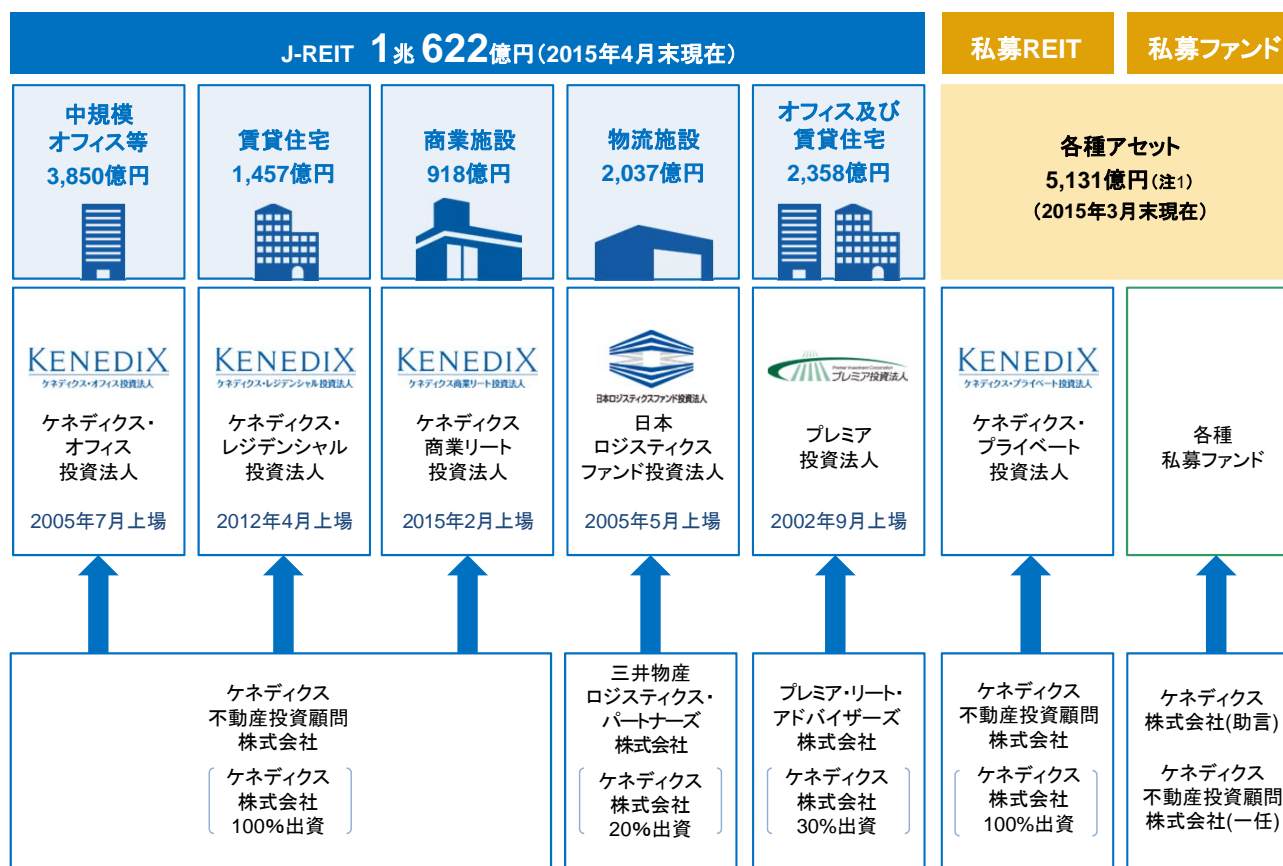 J-REIT 1兆 622億円(2015年4月末現在)
私募REIT
私募ファンド
中規模
オフィス等
3,850億円
賃貸住宅
1,457億円
商業施設
918億円
物流施設
2,037億円
オフィス及び
賃貸住宅
2,358億円
各種アセット
5,131億円(注1)
(2015年3月末現在)
KENEDIX
ケネディクス・オフィス投資法人
ケネディクス・
オフィス
投資法人
2005年7月上場
KENEDIX
ケネディクス・レジデンシャル投資法人
ケネディクス・
レジデンシャル
投資法人
2012年4月上場
KENEDIX
ケネディクス商業リート投資法人
ケネディクス
商業リート
投資法人
2015年2月上場
日本ロジスティクスファンド投資法人
日本
ロジスティクス
ファンド投資法人
2005年5月上場
Premier Investment Corporation
プレミア投資法人
プレミア
投資法人
2002年9月上場
KENEDIX
ケネディクス・プライベート投資法人
ケネディクス・
プライベート
投資法人
各種
私募ファンド
ケネディクス
不動産投資顧問
株式会社
ケネディクス
株式会社
100%出資
三井物産
ロジスティクス・
パートナーズ
株式会社
ケネディクス
株式会社
20%出資
プレミア・リート・
アドバイザーズ
株式会社
ケネディクス
株式会社
30%出資
ケネディクス
不動産投資顧問
株式会社
ケネディクス
株式会社
100%出資
ケネディクス
株式会社(助言)
ケネディクス
不動産投資顧問
株式会社(一任)